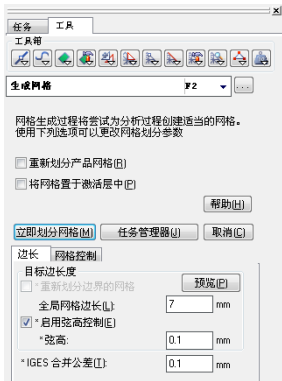 任务 工具
工具箱
生成网格 F2 ...
网格生成过程将尝试为分析过程创建适当的网格。
使用下列选项可以更改网格划分参数
重新划分产品网格(R)
将网格置于激活层中(P)
帮助(H)
立即划分网格(M) 任务管理器(J) 取消(C)
边长 网格控制
目标边长度
*重新划分边界的网格 预览(P)
全局网格边长(L): 7 mm
*启用弦高控制(E)
*弦高: 0.1 mm
*IGES 合并公差(T): 0.1 mm